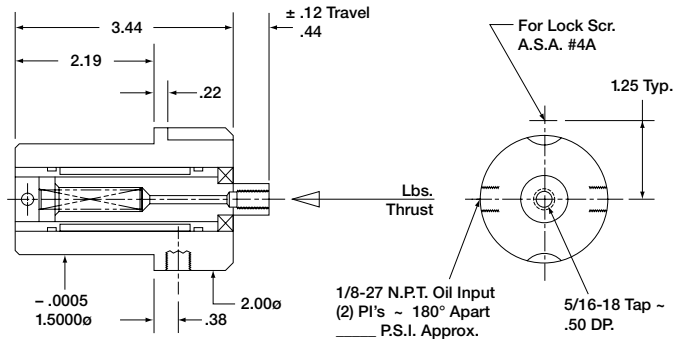 3.44
± .12 Travel
.44
2.19
.22
For Lock Scr.
A.S.A. #4A
1.25 Typ.
Lbs.
Thrust
– .0005
1.5000ø
2.00ø
.38
1/8-27 N.P.T. Oil Input
(2) Pl's ~ 180° Apart
_____ P.S.I. Approx.
5/16-18 Tap ~
.50 DP.